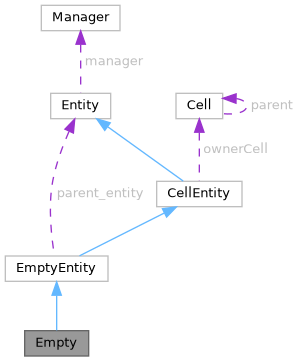 Manager
manager
Entity
Cell
parent
ownerCell
parent_entity
CellEntity
EmptyEntity
Empty